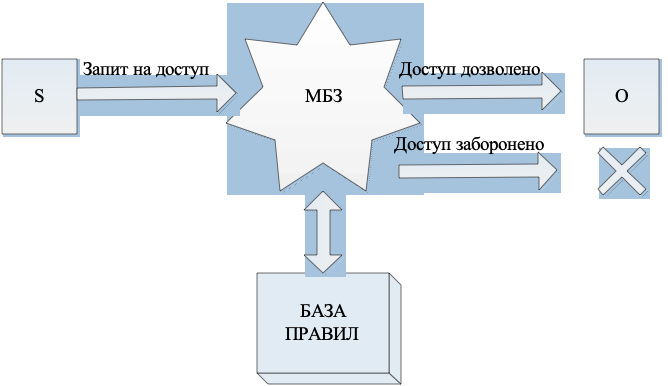 Запит на доступ
S
МБЗ
Доступ дозволено
О
Доступ заборонено
БАЗА
ПРАВИЛ